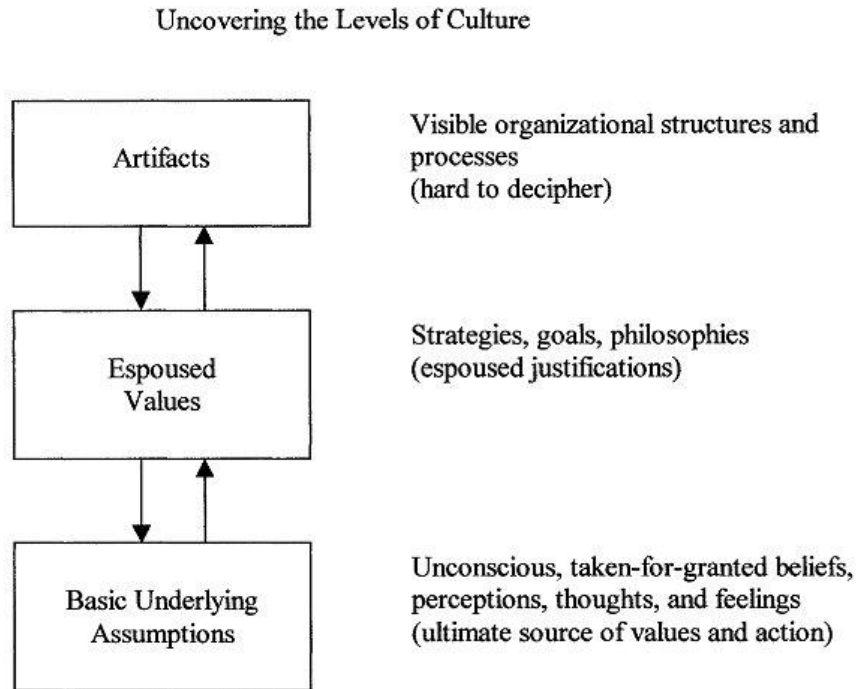 Uncovering the Levels of Culture
Artifacts
Visible organizational structures and
processes
(hard to decipher)
Espoused
Values
Strategies, goals, philosophies
(espoused justifications)
Basic Underlying
Assumptions
Unconscious, taken-for-granted beliefs,
perceptions, thoughts, and feelings
(ultimate source of values and action)